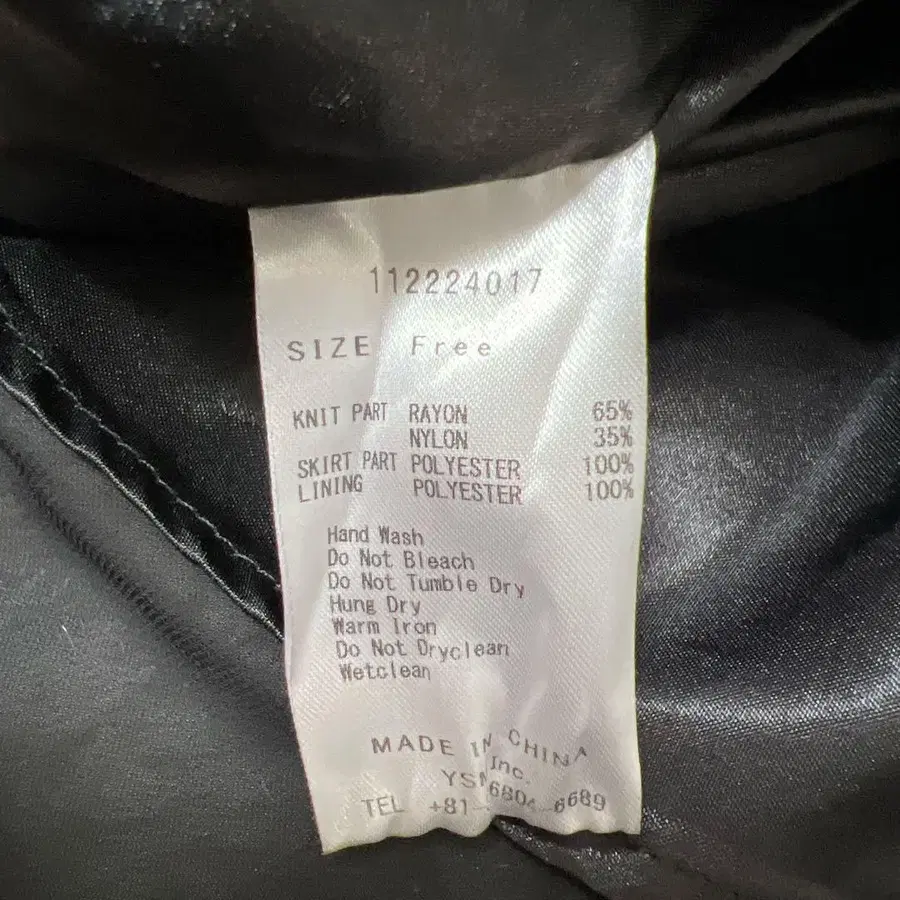 112224017
SIZE Free
KNIT PART RAYON 65%
NYLON 35%
SKIRT PART POLYESTER 100%
LINING POLYESTER 100%
Hand Wash
Do Not Bleach
Do Not Tumble Dry
Hung Dry
Warm Iron
Do Not Dryclean
Wetclean
MADE IN CHINA
Inc.
TEL +81
6689